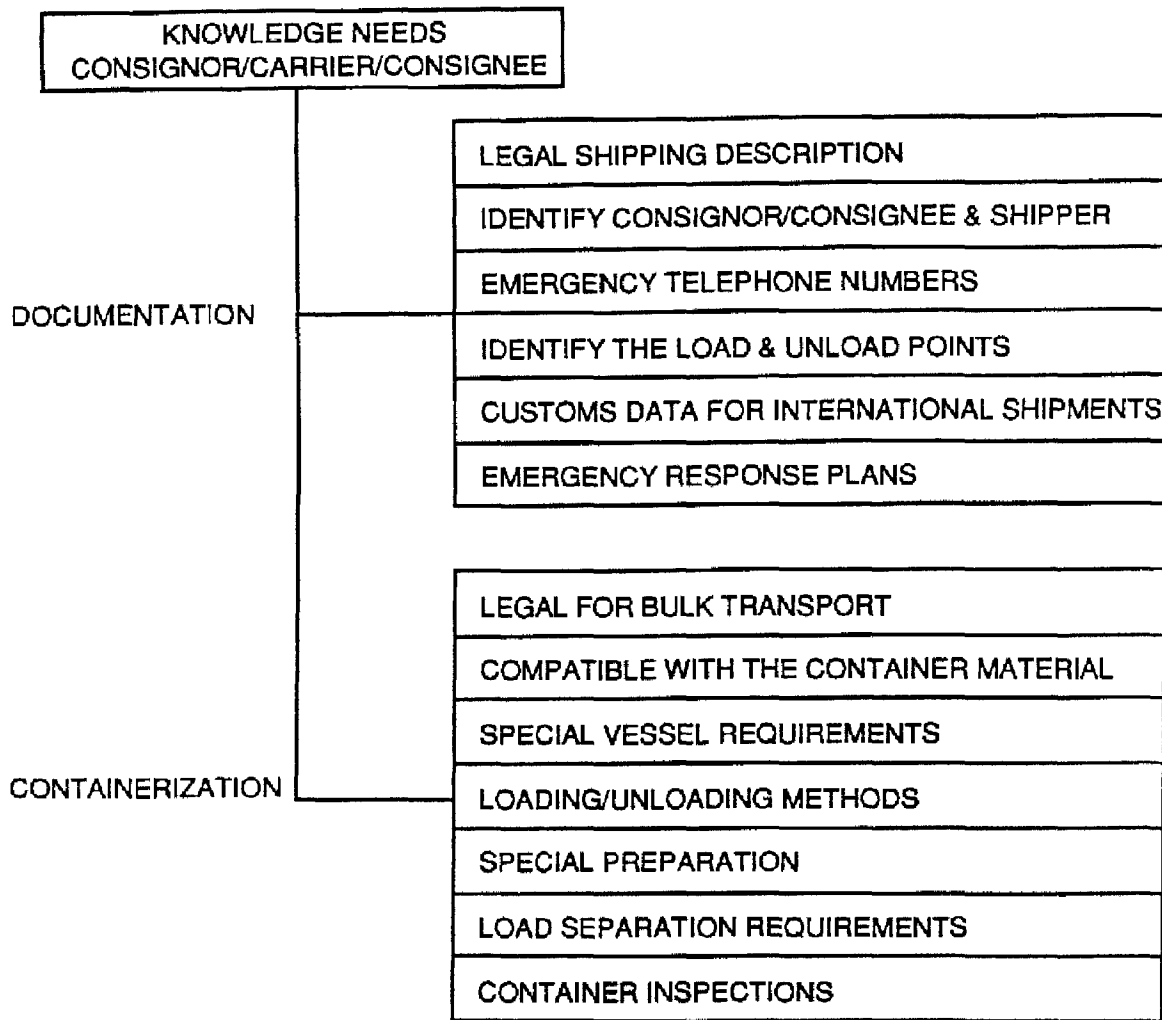 KNOWLEDGE NEEDS
CONSIGNOR/CARRIER/CONSIGNEE
DOCUMENTATION
LEGAL SHIPPING DESCRIPTION
IDENTIFY CONSIGNOR/CONSIGNEE & SHIPPER
EMERGENCY TELEPHONE NUMBERS
IDENTIFY THE LOAD & UNLOAD POINTS
CUSTOMS DATA FOR INTERNATIONAL SHIPMENTS
EMERGENCY RESPONSE PLANS
CONTAINERIZATION
LEGAL FOR BULK TRANSPORT
COMPATIBLE WITH THE CONTAINER MATERIAL
SPECIAL VESSEL REQUIREMENTS
LOADING/UNLOADING METHODS
SPECIAL PREPARATION
LOAD SEPARATION REQUIREMENTS
CONTAINER INSPECTIONS